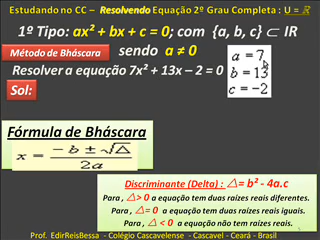 Estudando no CC – Resolvendo Equação 2º Grau Completa : U = ℝ
1º Tipo: ax² + bx + c = 0; com {a, b, c} ⊂ IR
Método de Bháscara sendo a ≠ 0
Resolver a equação 7x² + 13x – 2 = 0
a = 7
b = 13
c = –2
Sol:
Fórmula de Bháscara
x = -b ± √△ / 2a
Discriminante (Delta) : △= b² - 4a.c
Para , △> 0 a equação tem duas raízes reais diferentes.
Para , △= 0 a equação tem duas raízes reais iguais.
Para , △ < 0 a equação não tem raízes reais.
Prof. EdirReisBessa - Colégio Cascavelense - Cascavel - Ceará - Brasil